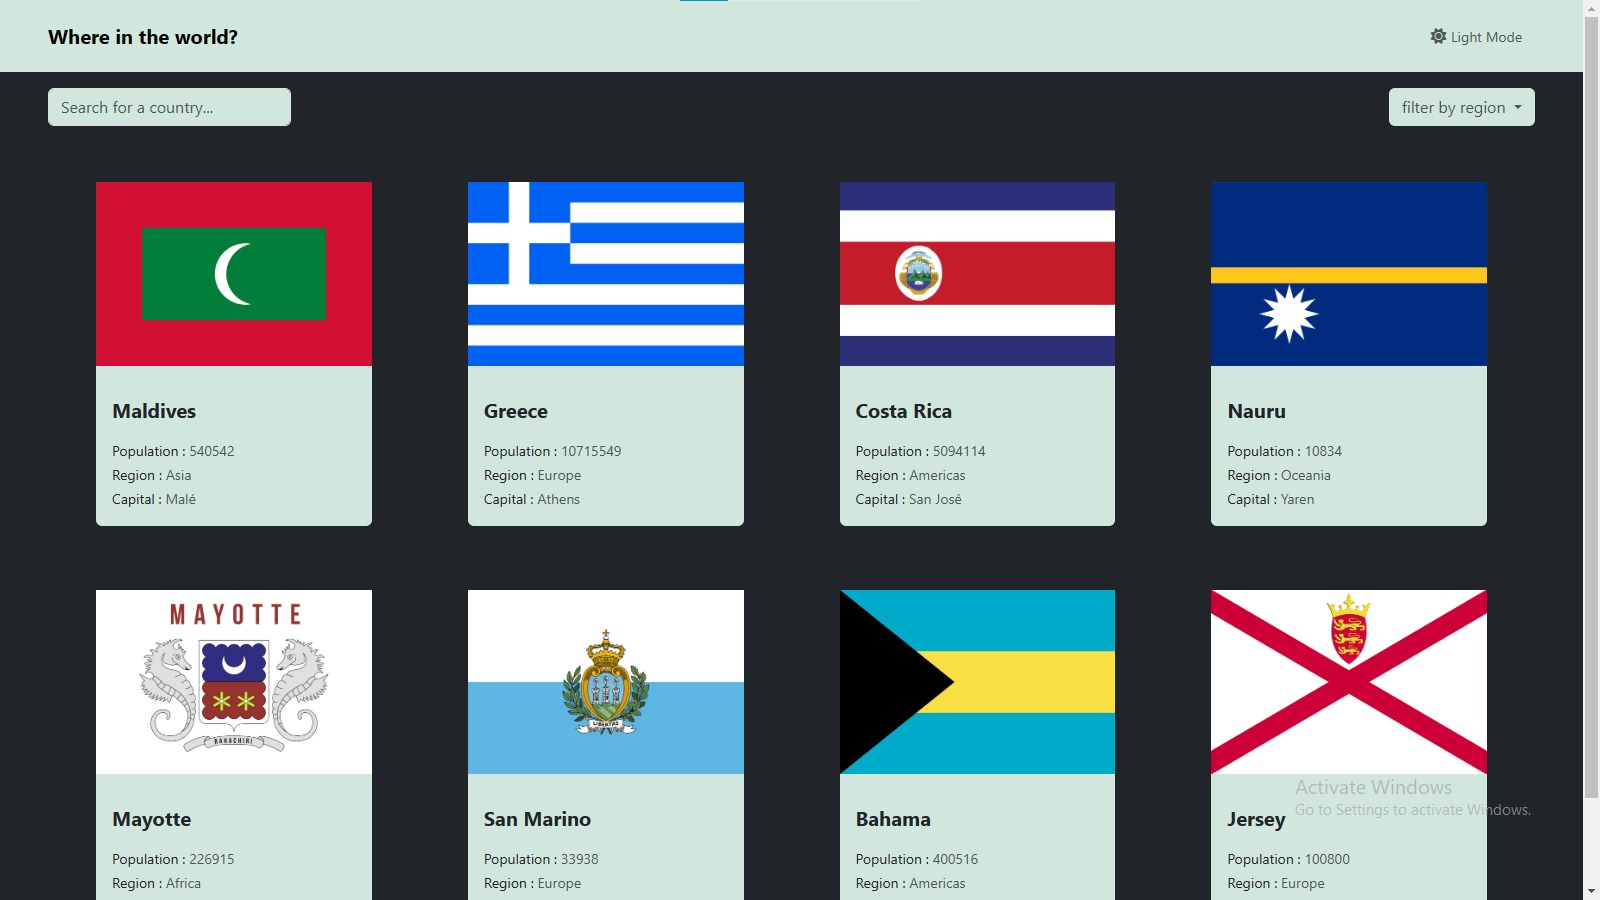 Where in the world?
Light Mode
Search for a country...
filter by region
Maldives
Population : 540542
Region : Asia
Capital : Malé
Greece
Population : 10715549
Region : Europe
Capital : Athens
Costa Rica
Population : 5094114
Region : Americas
Capital : San José
Nauru
Population : 10834
Region : Oceania
Capital : Yaren
MAYOTTE
RAHACHIRI
Mayotte
Population : 226915
Region : Africa
LIBERTAS
San Marino
Population : 33938
Region : Europe
Bahama
Population : 400516
Region : Americas
Activate Windows
Go to Settings to activate Windows.
Jersey
Population : 100800
Region : Europe